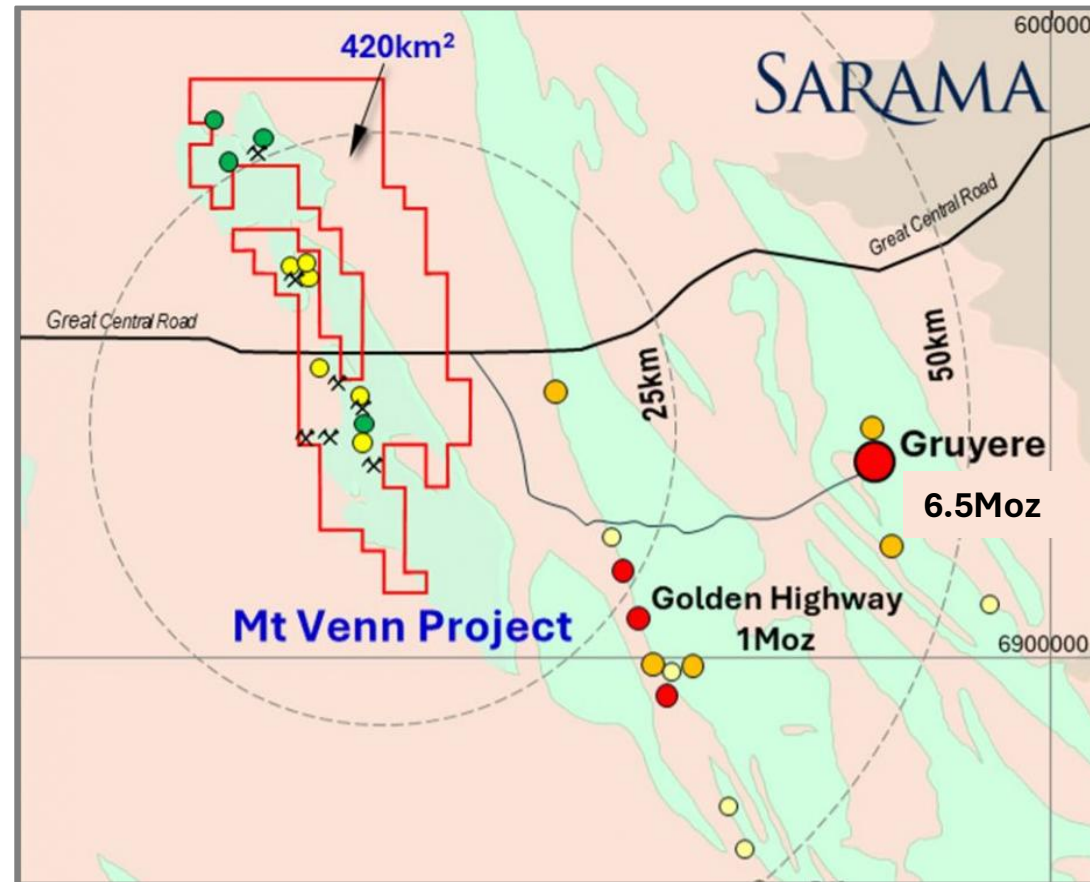 600000
420km²
SARAMA
Great Central Road
Great Central Road
25km
50km
Gruyere
6.5Moz
Golden Highway
1Moz
Mt Venn Project
6900000